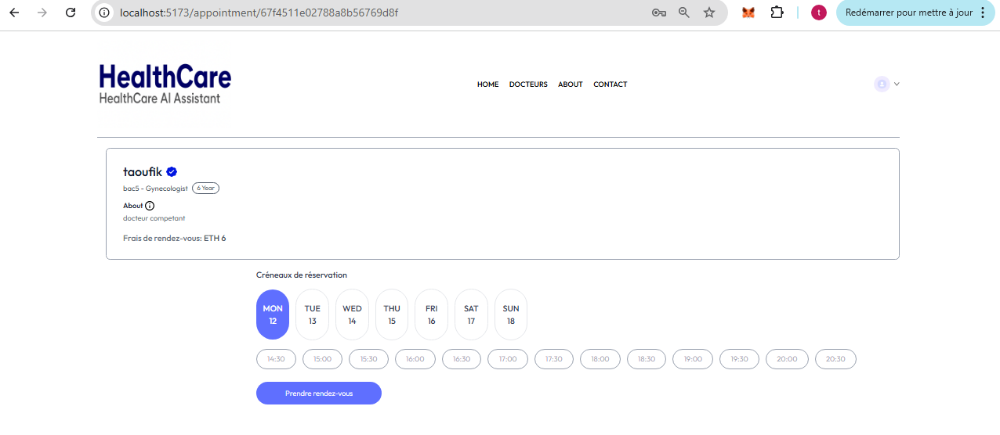 localhost:5173/appointment/67f4511e02788a8b56769d8f
t
Redémarrer pour mettre à jour
HealthCare
HealthCare AI Assistant
HOME DOCTEURS ABOUT CONTACT
taoufik
bac5 - Gynecologist 6 Year
About
docteur competant
Frais de rendez-vous: ETH 6
Créneaux de réservation
MON TUE WED THU FRI SAT SUN
12 13 14 15 16 17 18
14:30 15:00 15:30 16:00 16:30 17:00 17:30 18:00 18:30 19:00 19:30 20:00 20:30
Prendre rendez-vous